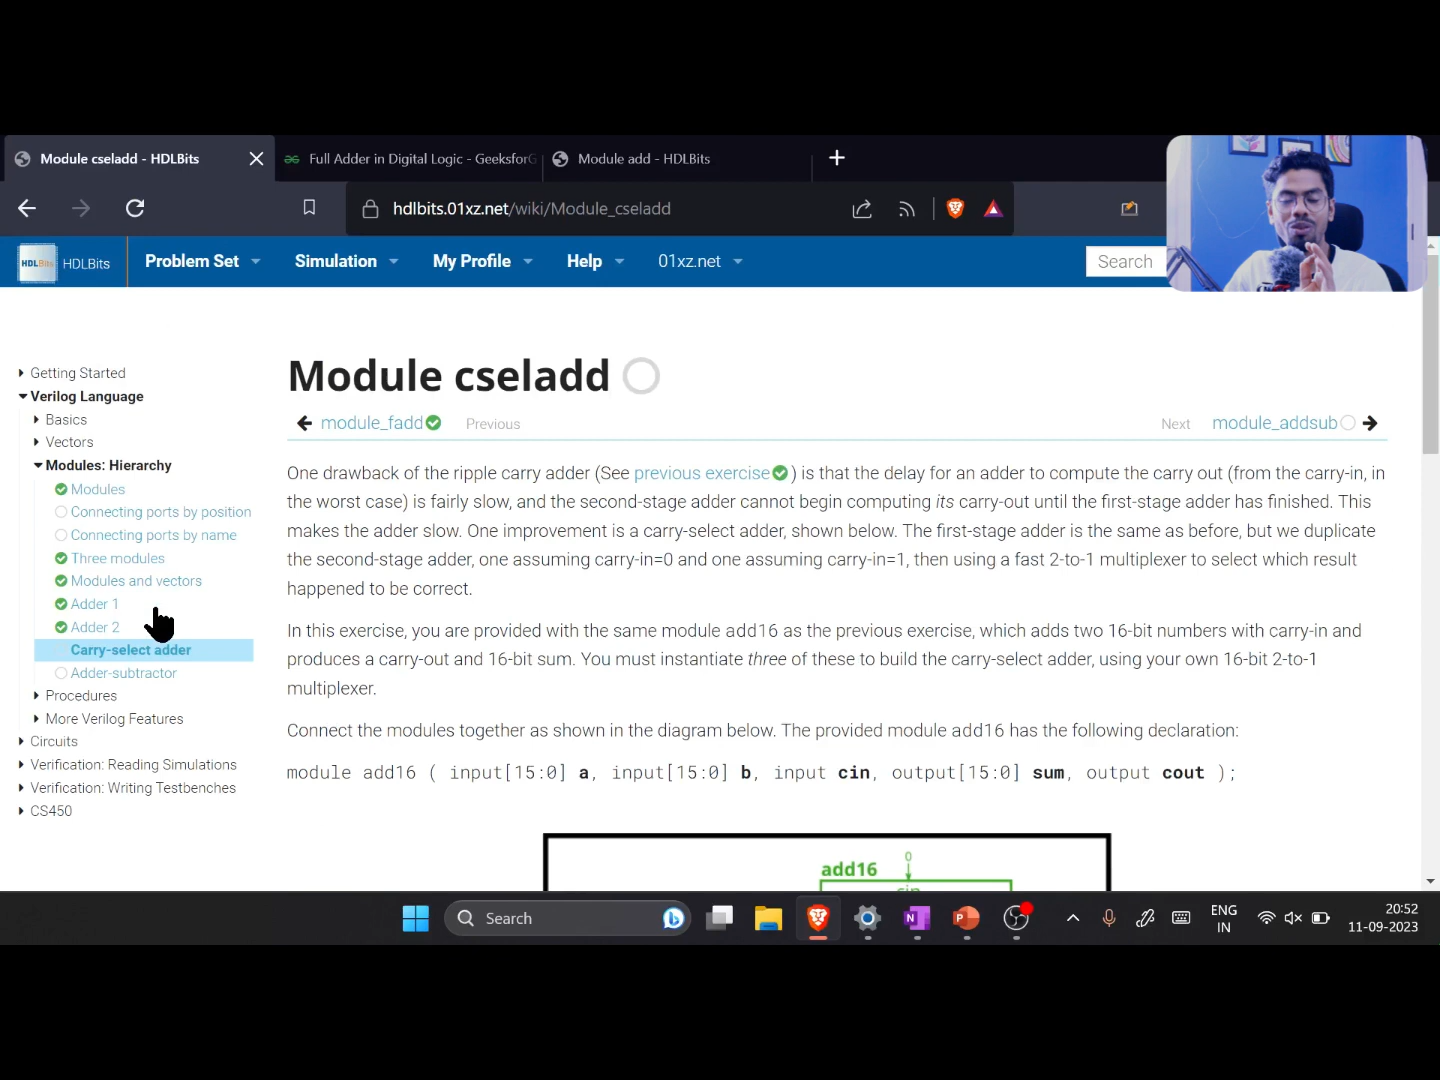 Module cseladd - HDLBits
Full Adder in Digital Logic - GeeksforG
Module add - HDLBits
hdlbits.01xz.net/wiki/Module_cseladd
HDLBits
HDLBits
Problem Set
Simulation
My Profile
Help
01xz.net
Search
Getting Started
Verilog Language
Basics
Vectors
Modules: Hierarchy
Modules
Connecting ports by position
Connecting ports by name
Three modules
Modules and vectors
Adder 1
Adder 2
Carry-select adder
Adder-subtractor
Procedures
More Verilog Features
Circuits
Verification: Reading Simulations
Verification: Writing Testbenches
CS450
Module cseladd
module_fadd Previous
Next module_addsub
One drawback of the ripple carry adder (See previous exercise) is that the delay for an adder to compute the carry out (from the carry-in, in
the worst case) is fairly slow, and the second-stage adder cannot begin computing its carry-out until the first-stage adder has finished. This
makes the adder slow. One improvement is a carry-select adder, shown below. The first-stage adder is the same as before, but we duplicate
the second-stage adder, one assuming carry-in=0 and one assuming carry-in=1, then using a fast 2-to-1 multiplexer to select which result
happened to be correct.
In this exercise, you are provided with the same module add16 as the previous exercise, which adds two 16-bit numbers with carry-in and
produces a carry-out and 16-bit sum. You must instantiate three of these to build the carry-select adder, using your own 16-bit 2-to-1
multiplexer.
Connect the modules together as shown in the diagram below. The provided module add16 has the following declaration:
module add16 ( input[15:0] a, input[15:0] b, input cin, output[15:0] sum, output cout );
0
add16
cin
Search
ENG
IN
20:52
11-09-2023